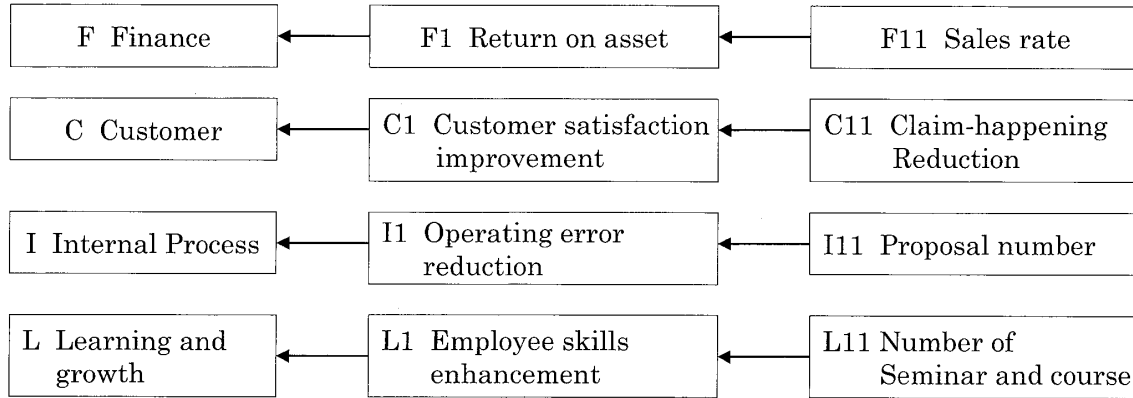 F Finance
F1 Return on asset
F11 Sales rate
C Customer
C1 Customer satisfaction
improvement
C11 Claim-happening
Reduction
I Internal Process
I1 Operating error
reduction
I11 Proposal number
L Learning and
growth
L1 Employee skills
enhancement
L11 Number of
Seminar and course